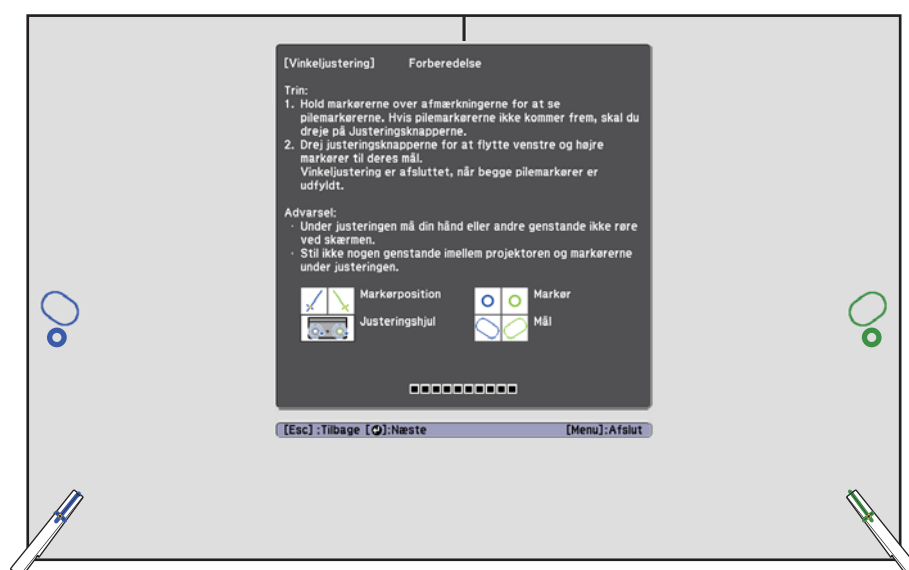 [Vinkeljustering] Forberedelse
Trin:
1. Hold markørerne over afmærkningerne for at se
pilemarkørerne. Hvis pilemarkørerne ikke kommer frem, skal du
dreje på Justeringsknapperne.
2. Drej justeringsknapperne for at flytte venstre og højre
markører til deres mål.
Vinkeljustering er afsluttet, når begge pilemarkører er
udfyldt.
Advarsel:
· Under justeringen må din hånd eller andre genstande ikke røre
ved skærmen.
· Stil ikke nogen genstande imellem projektoren og markørerne
under justeringen.
Markørposition Markør
Justeringshjul Mål
[Esc] :Tilbage [⏎]:Næste [Menu]:Afslut